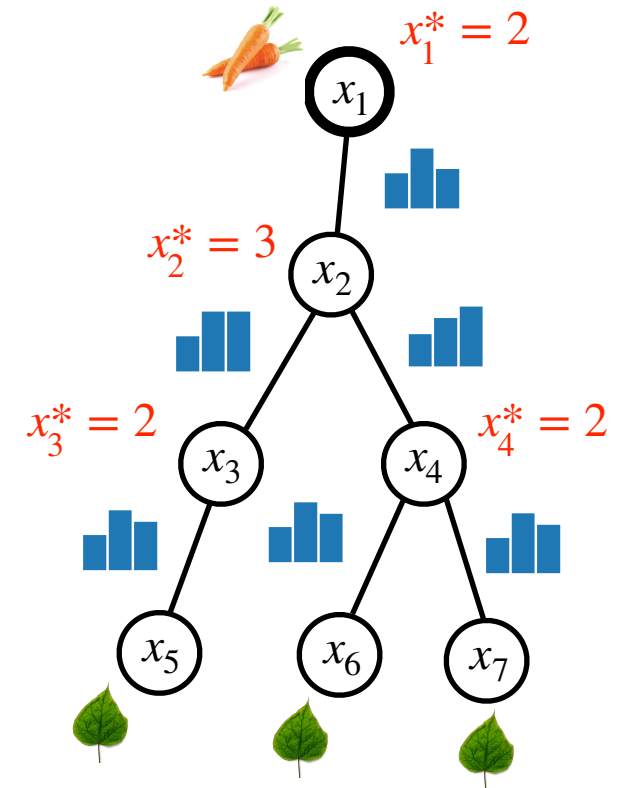 x₁* = 2
x₁
x₂* = 3
x₂
x₃* = 2
x₄* = 2
x₃
x₄
x₅
x₆
x₇